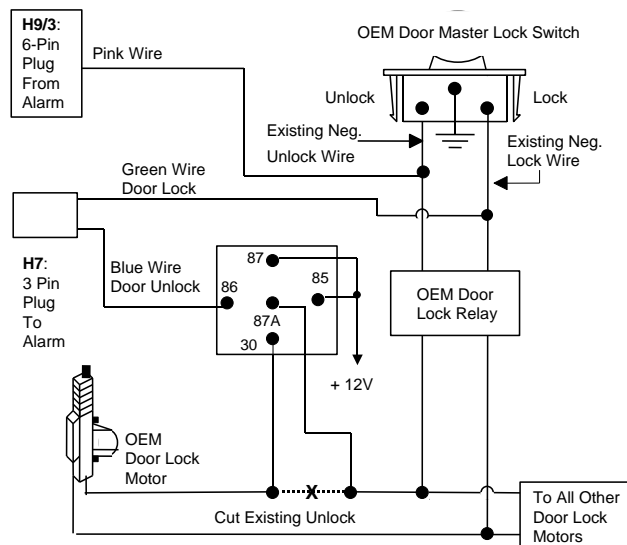 H9/3:
6-Pin
Plug
From
Alarm
Pink Wire
OEM Door Master Lock Switch
Unlock
Lock
Existing Neg.
Unlock Wire
Existing Neg.
Lock Wire
Green Wire
Door Lock
H7:
3 Pin
Plug
To
Alarm
Blue Wire
Door Unlock
87
86
85
87A
30
+ 12V
OEM Door
Lock Relay
OEM
Door Lock
Motor
X
Cut Existing Unlock
To All Other
Door Lock
Motors